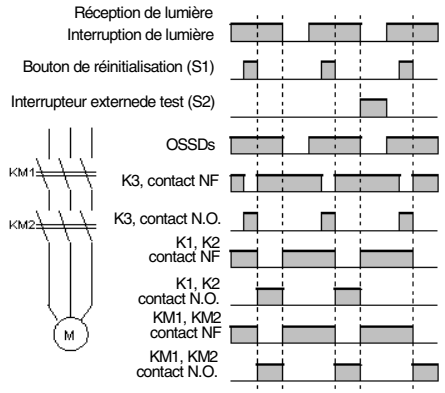 Réception de lumière
Interruption de lumière
Bouton de réinitialisation (S1)
Interrupteur externede test (S2)
OSSDs
K3, contact NF
K3, contact N.O.
K1, K2
contact NF
K1, K2
contact N.O.
KM1, KM2
contact NF
KM1, KM2
contact N.O.
KM1
KM2
M